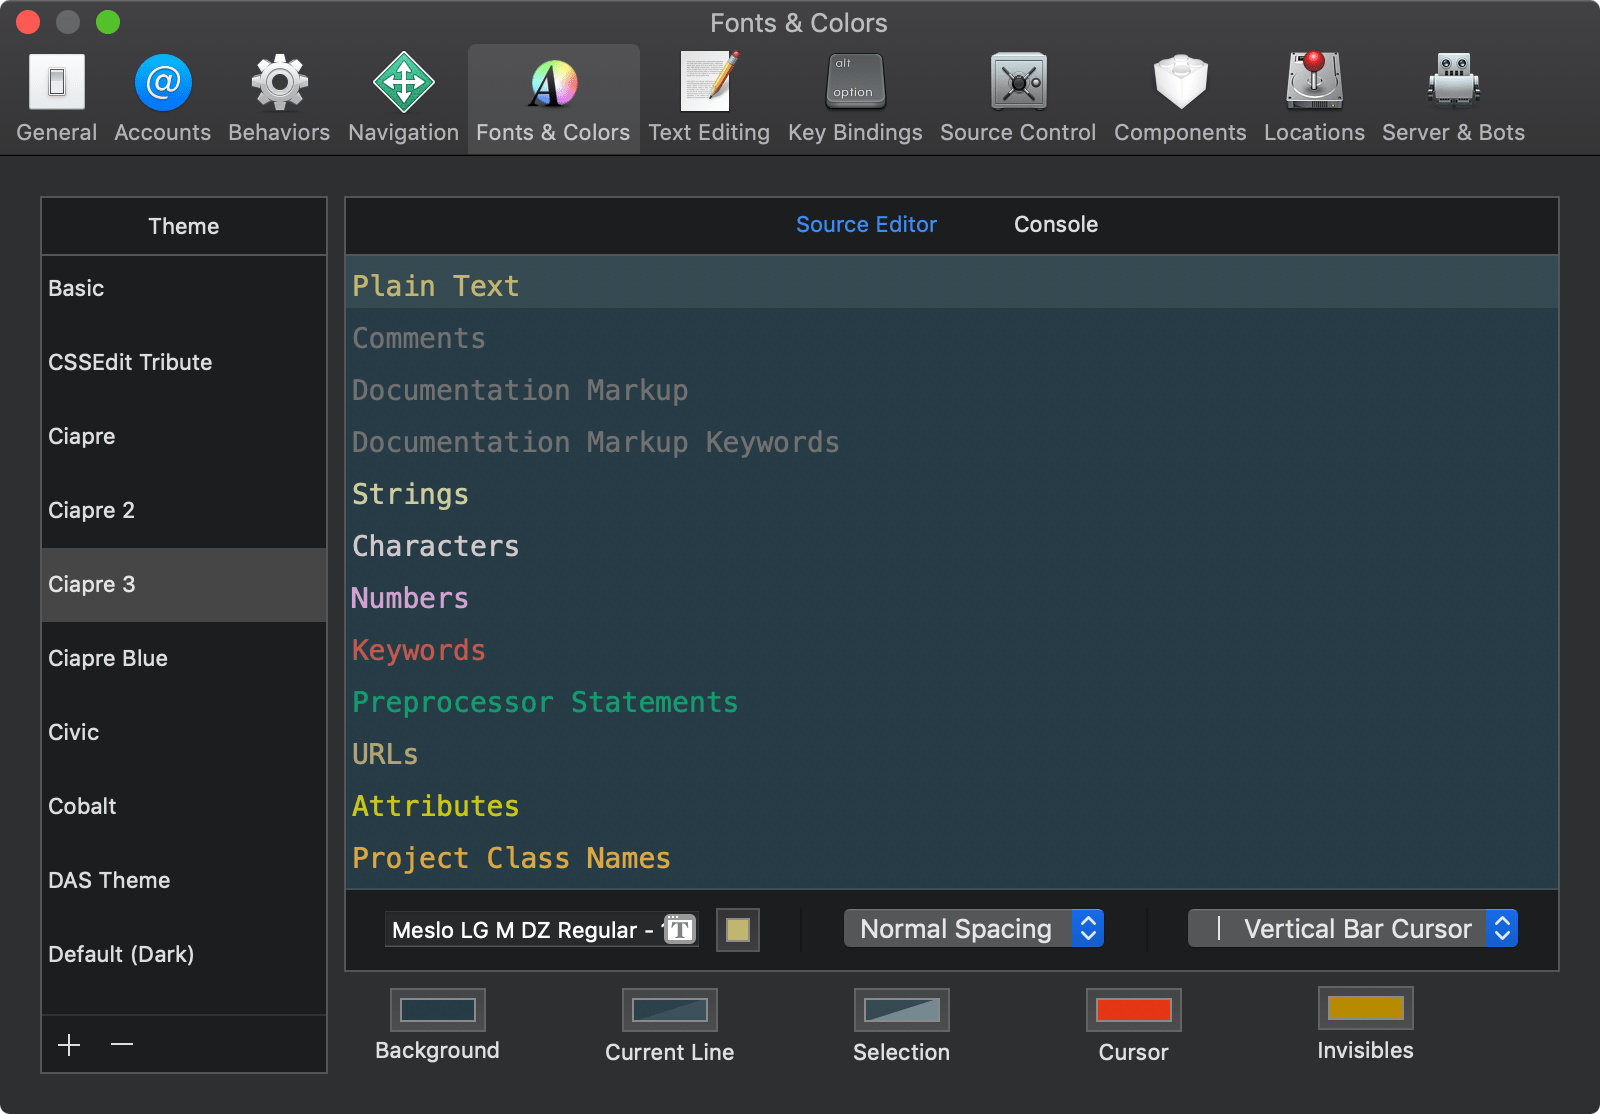 Fonts & Colors
alt
option
General Accounts Behaviors Navigation Fonts & Colors Text Editing Key Bindings Source Control Components Locations Server & Bots
Theme
Basic
CSSEdit Tribute
Ciapre
Ciapre 2
Ciapre 3
Ciapre Blue
Civic
Cobalt
DAS Theme
Default (Dark)
Source Editor Console
Plain Text
Comments
Documentation Markup
Documentation Markup Keywords
Strings
Characters
Numbers
Keywords
Preprocessor Statements
URLs
Attributes
Project Class Names
Meslo LG M DZ Regular - Normal Spacing Vertical Bar Cursor
Background Current Line Selection Cursor Invisibles